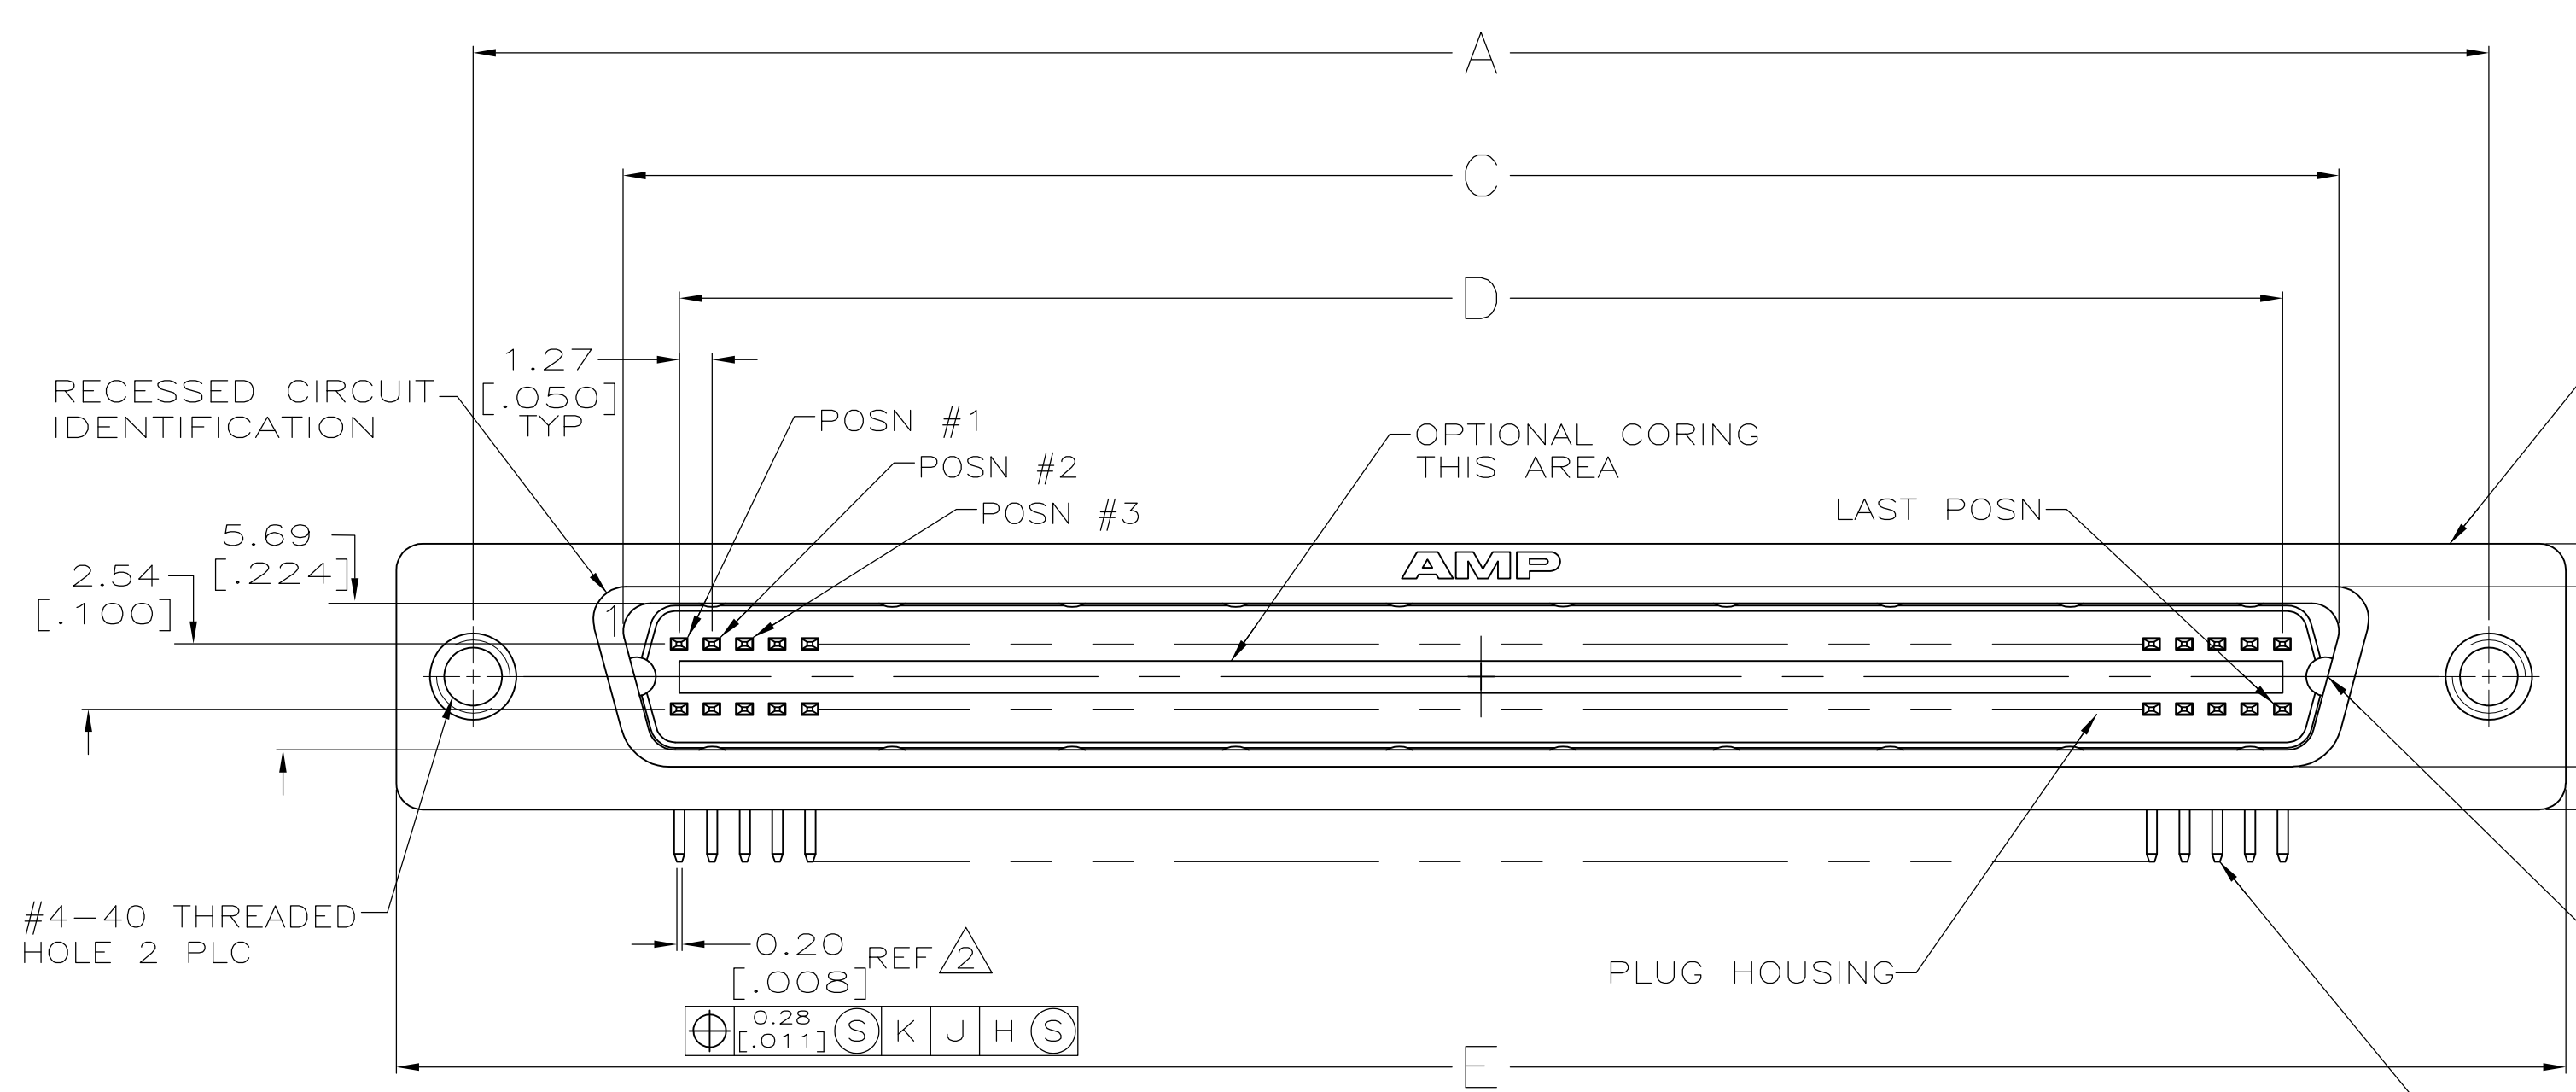 A
C
D
1.27
[.050]
TYP
RECESSED CIRCUIT
IDENTIFICATION
POSN #1
POSN #2
POSN #3
OPTIONAL CORING
THIS AREA
LAST POSN
5.69
[.224]
2.54
[.100]
AMP
1
#4-40 THREADED
HOLE 2 PLC
0.20
[.008]
REF 2
PLUG HOUSING
0.28
[.011] S K J H S
E